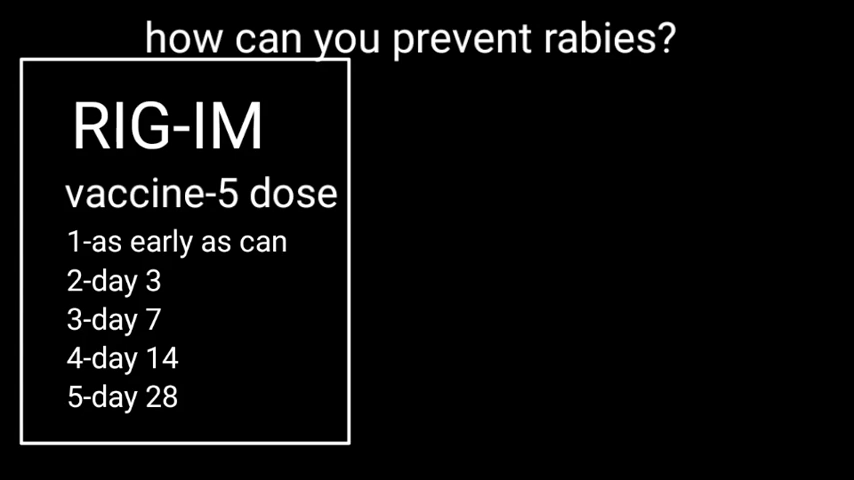 how can you prevent rabies?
RIG-IM
vaccine-5 dose
1-as early as can
2-day 3
3-day 7
4-day 14
5-day 28